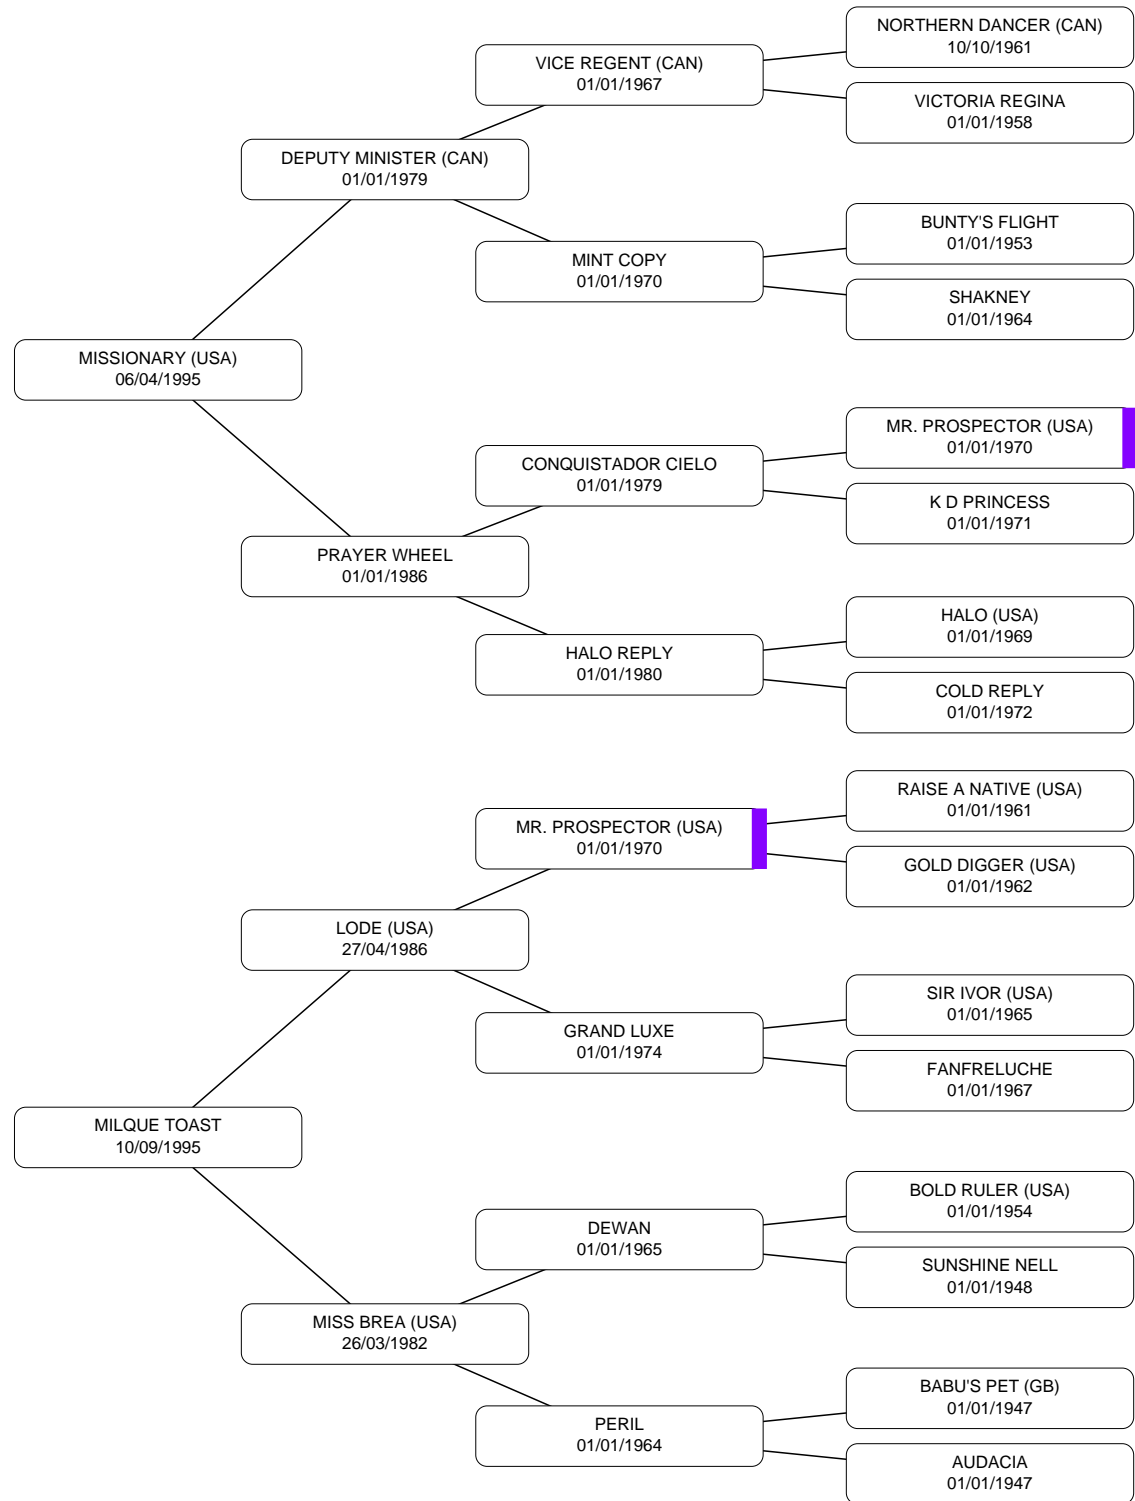 NORTHERN DANCER (CAN)
10/10/1961
VICE REGENT (CAN)
01/01/1967
VICTORIA REGINA
01/01/1958
DEPUTY MINISTER (CAN)
01/01/1979
BUNTY'S FLIGHT
01/01/1953
MINT COPY
01/01/1970
SHAKNEY
01/01/1964
MISSIONARY (USA)
06/04/1995
MR. PROSPECTOR (USA)
01/01/1970
CONQUISTADOR CIELO
01/01/1979
K D PRINCESS
01/01/1971
PRAYER WHEEL
01/01/1986
HALO (USA)
01/01/1969
HALO REPLY
01/01/1980
COLD REPLY
01/01/1972
RAISE A NATIVE (USA)
01/01/1961
MR. PROSPECTOR (USA)
01/01/1970
GOLD DIGGER (USA)
01/01/1962
LODE (USA)
27/04/1986
SIR IVOR (USA)
01/01/1965
GRAND LUXE
01/01/1974
FANFRELUCHE
01/01/1967
MILQUE TOAST
10/09/1995
BOLD RULER (USA)
01/01/1954
DEWAN
01/01/1965
SUNSHINE NELL
01/01/1948
MISS BREA (USA)
26/03/1982
BABU'S PET (GB)
01/01/1947
PERIL
01/01/1964
AUDACIA
01/01/1947